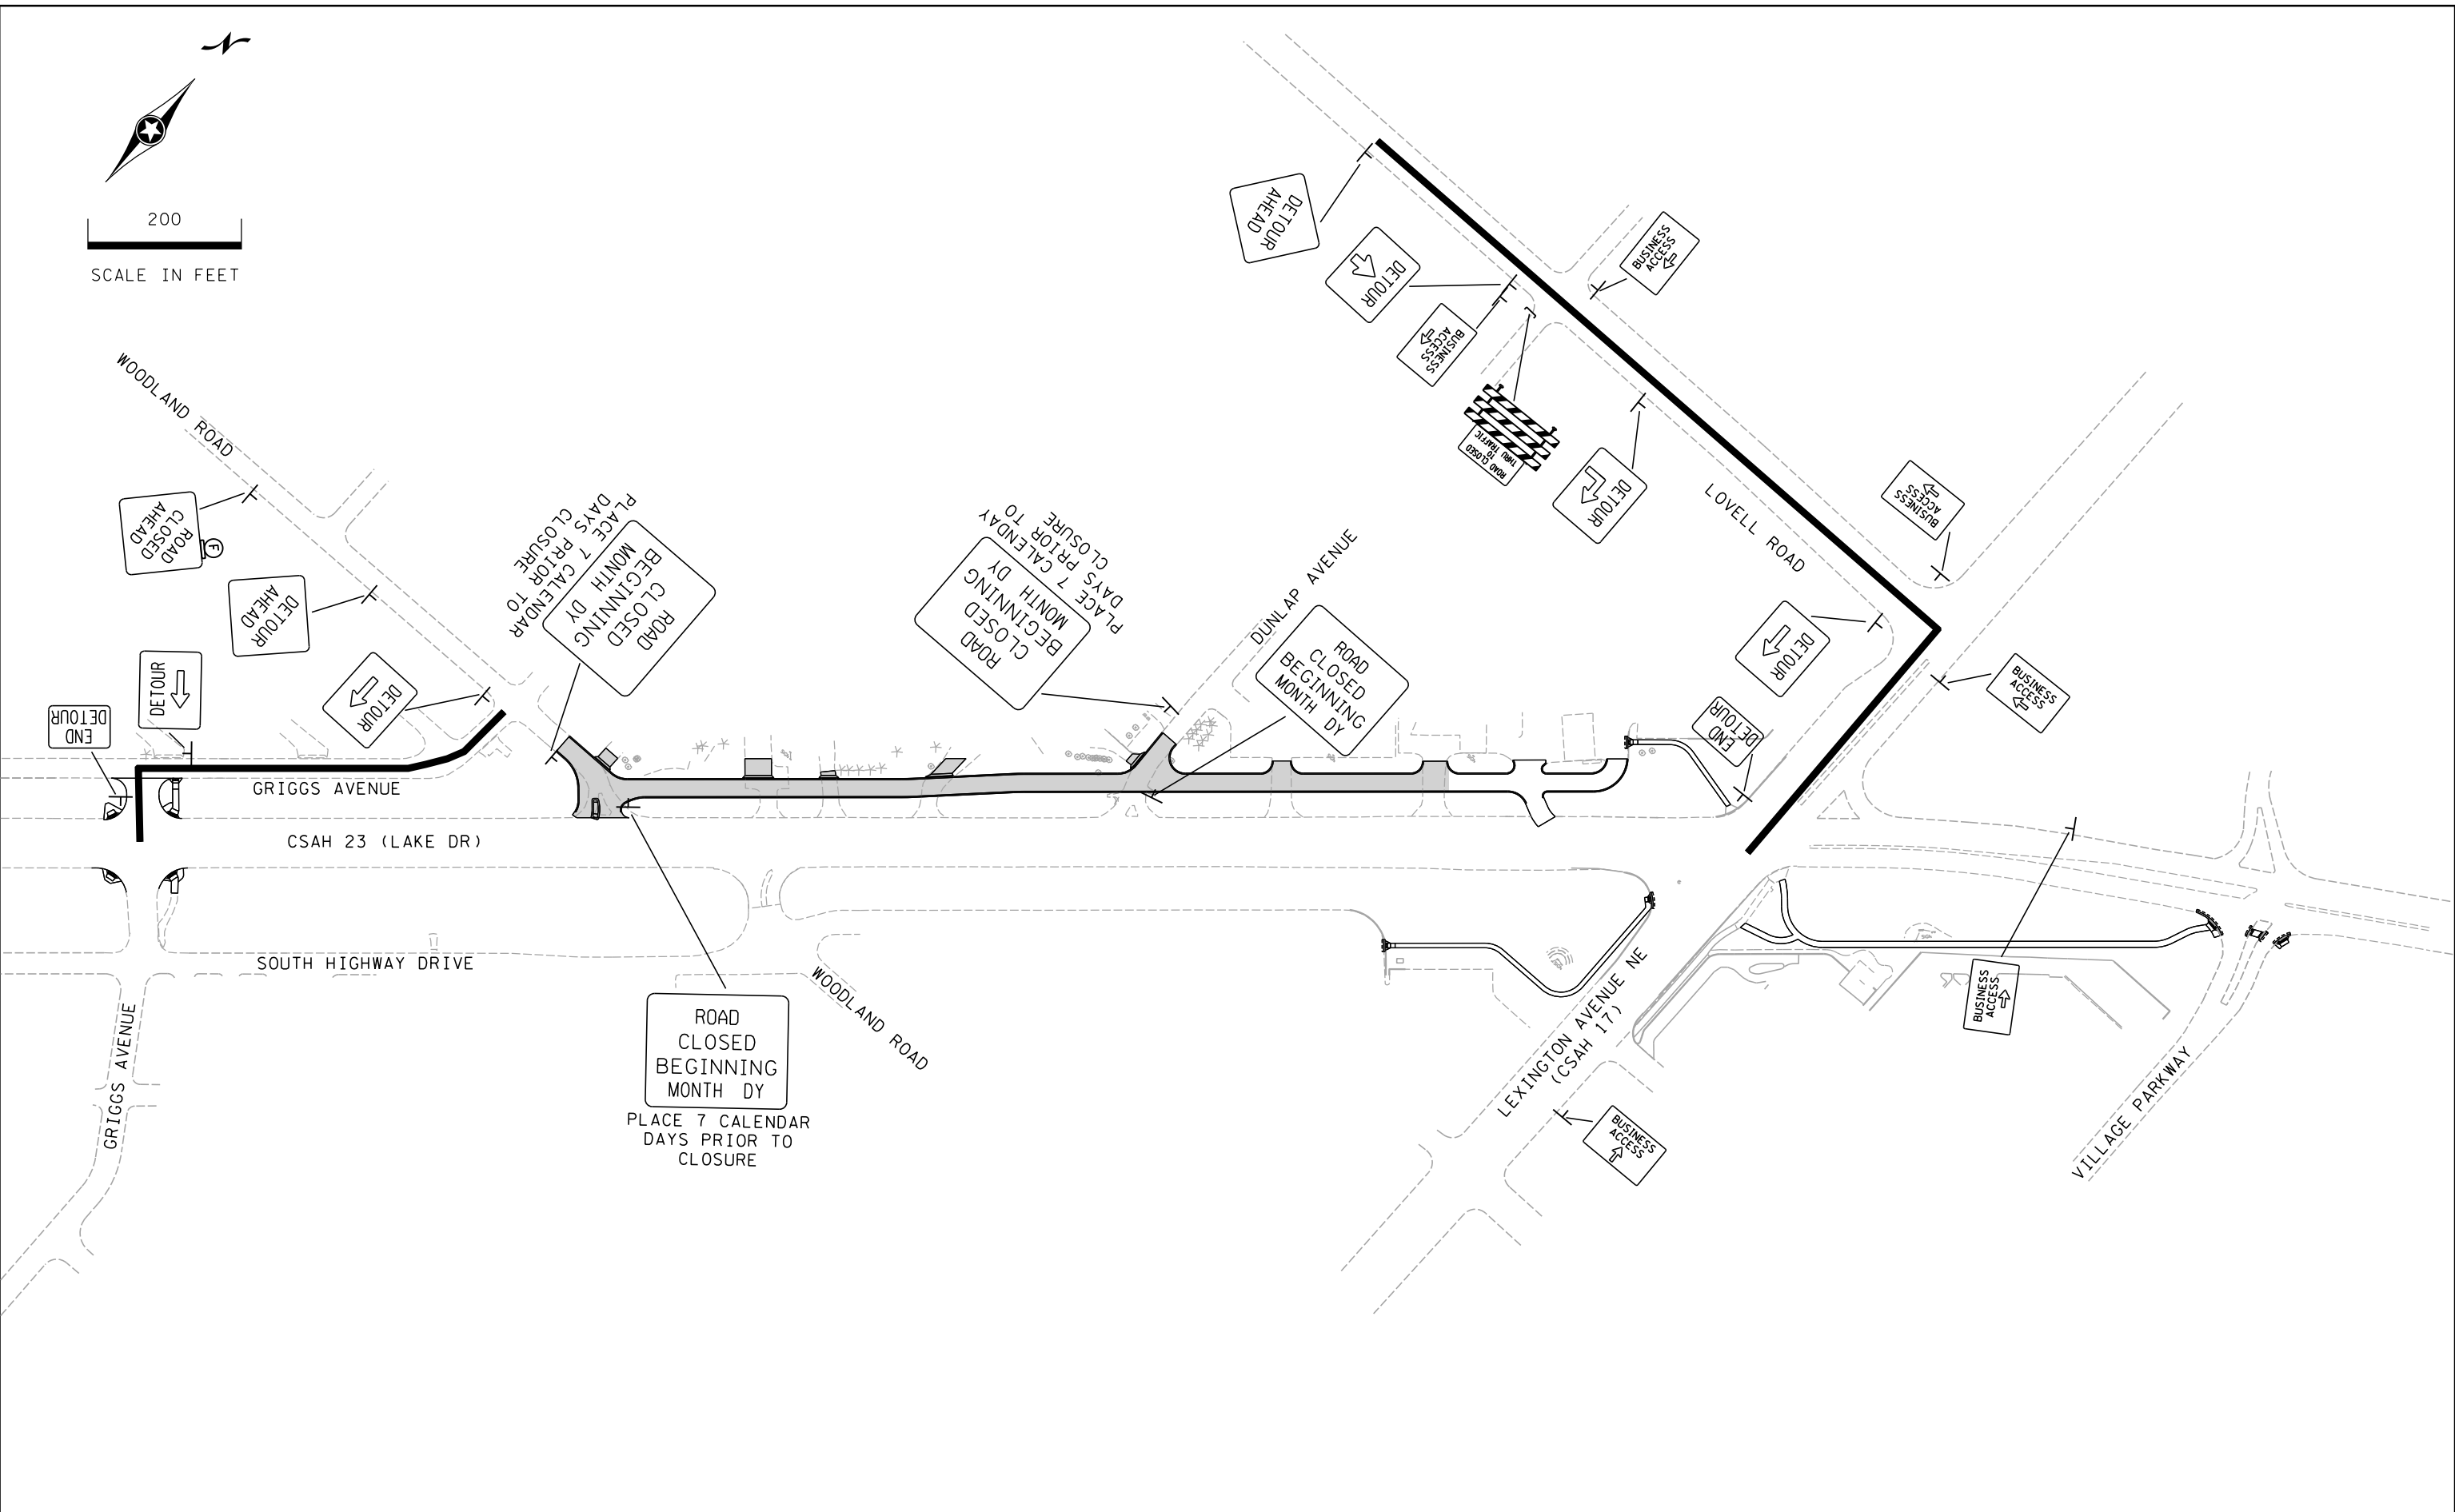 N
200
SCALE IN FEET
WOODLAND ROAD
ROAD
CLOSED
AHEAD
F
DETOUR
AHEAD
DETOUR
END
DETOUR
DETOUR
GRIGGS AVENUE
CSAH 23 (LAKE DR)
SOUTH HIGHWAY DRIVE
GRIGGS AVENUE
PLACE 7 CALENDAR
DAYS PRIOR TO
CLOSURE
ROAD
CLOSED
BEGINNING
MONTH DY
PLACE 7 CALENDAY
DAYS PRIOR TO
CLOSURE
ROAD
CLOSED
BEGINNING
MONTH DY
DUNLAP AVENUE
ROAD
CLOSED
BEGINNING
MONTH DY
ROAD
CLOSED
BEGINNING
MONTH DY
PLACE 7 CALENDAR
DAYS PRIOR TO
CLOSURE
WOODLAND ROAD
DETOUR
AHEAD
DETOUR
BUSINESS
ACCESS
BUSINESS
ACCESS
ROAD CLOSED
TO
THRU TRAFFIC
DETOUR
LOVELL ROAD
BUSINESS
ACCESS
DETOUR
END
DETOUR
BUSINESS
ACCESS
BUSINESS
ACCESS
LEXINGTON AVENUE NE
(CSAH 17)
BUSINESS
ACCESS
VILLAGE PARKWAY